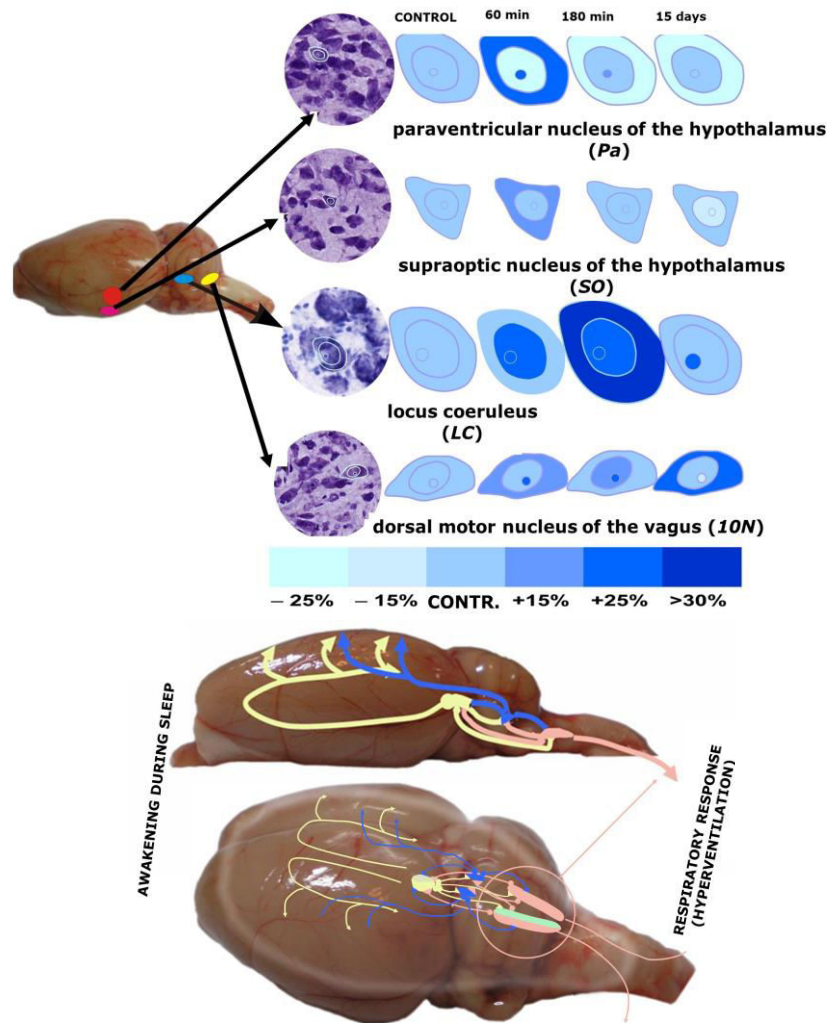 CONTROL 60 min 180 min 15 days
paraventricular nucleus of the hypothalamus
(Pa)
supraoptic nucleus of the hypothalamus
(SO)
locus coeruleus
(LC)
dorsal motor nucleus of the vagus (10N)
– 25% – 15% CONTR. +15% +25% >30%
AWAKENING DURING SLEEP
RESPIRATORY RESPONSE
(HYPERVENTILATION)